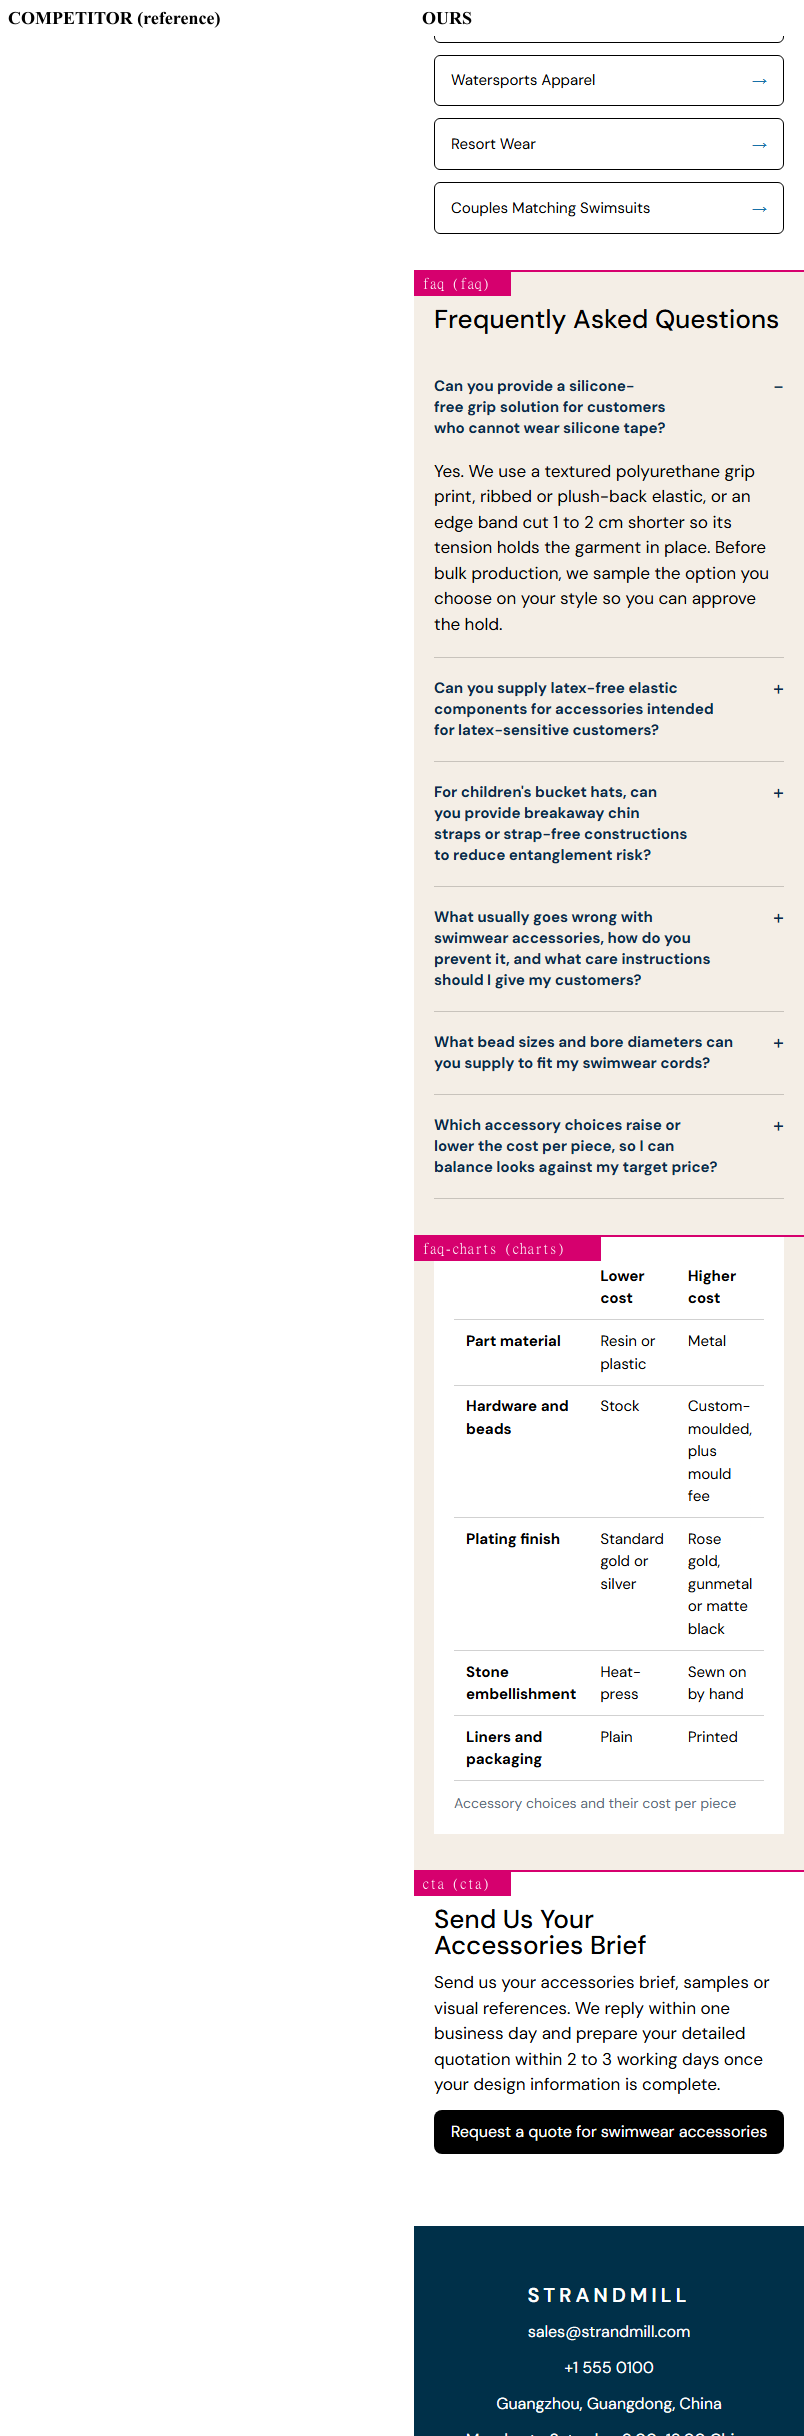 COMPETITOR (reference)
OURS
Watersports Apparel →
Resort Wear →
Couples Matching Swimsuits →
faq (faq)
Frequently Asked Questions
Can you provide a silicone- −
free grip solution for customers
who cannot wear silicone tape?
Yes. We use a textured polyurethane grip
print, ribbed or plush-back elastic, or an
edge band cut 1 to 2 cm shorter so its
tension holds the garment in place. Before
bulk production, we sample the option you
choose on your style so you can approve
the hold.
Can you supply latex-free elastic +
components for accessories intended
for latex-sensitive customers?
For children's bucket hats, can +
you provide breakaway chin
straps or strap-free constructions
to reduce entanglement risk?
What usually goes wrong with +
swimwear accessories, how do you
prevent it, and what care instructions
should I give my customers?
What bead sizes and bore diameters can +
you supply to fit my swimwear cords?
Which accessory choices raise or +
lower the cost per piece, so I can
balance looks against my target price?
faq-charts (charts)
Lower Higher
cost cost
Part material Resin or Metal
plastic
Hardware and Stock Custom-
beads moulded,
plus
mould
fee
Plating finish Standard Rose
gold or gold,
silver gunmetal
or matte
black
Stone Heat- Sewn on
embellishment press by hand
Liners and Plain Printed
packaging
Accessory choices and their cost per piece
cta (cta)
Send Us Your
Accessories Brief
Send us your accessories brief, samples or
visual references. We reply within one
business day and prepare your detailed
quotation within 2 to 3 working days once
your design information is complete.
Request a quote for swimwear accessories
STRANDMILL
sales@strandmill.com
+1 555 0100
Guangzhou, Guangdong, China